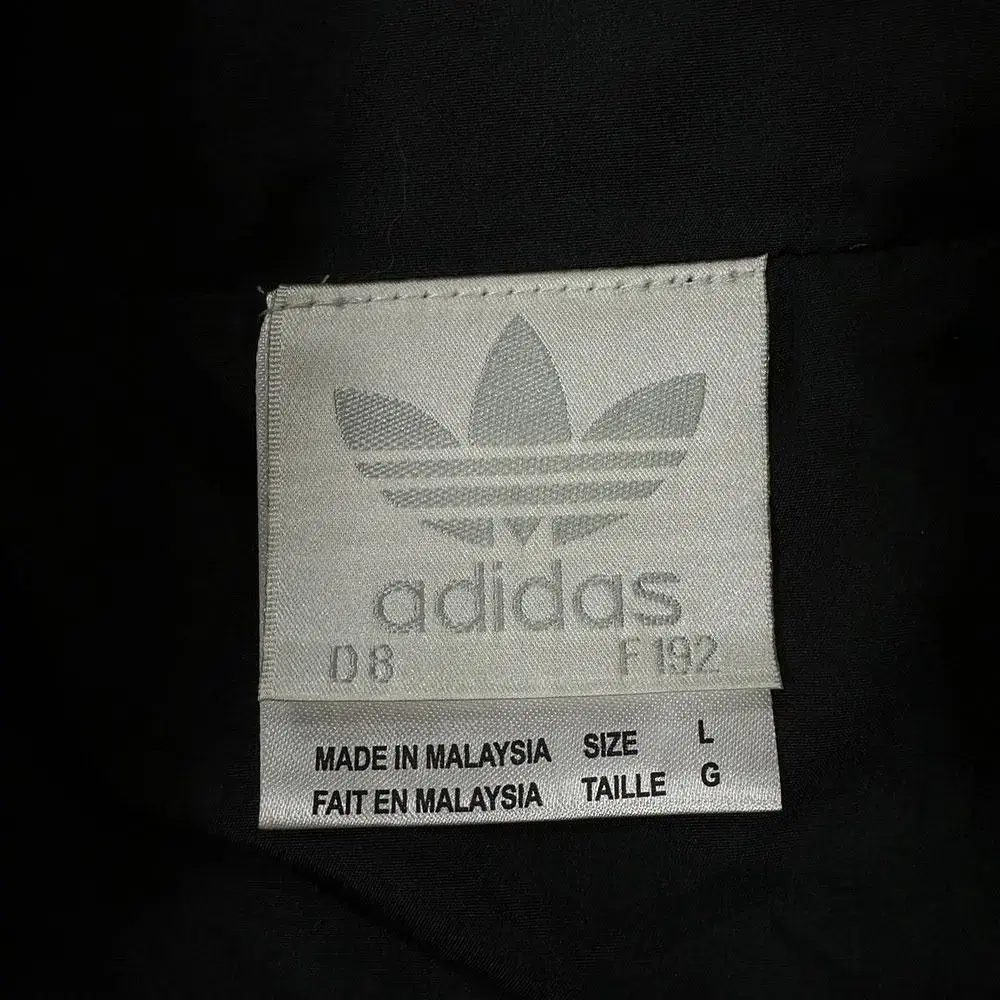 adidas
D8 F192
MADE IN MALAYSIA SIZE L
FAIT EN MALAYSIA TAILLE G